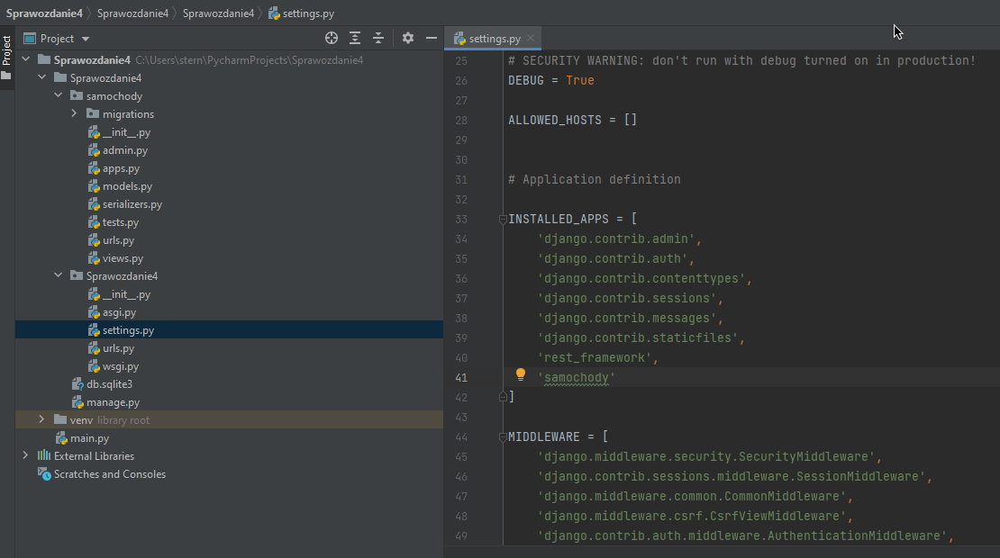 Sprawozdanie4 Sprawozdanie4 Sprawozdanie4 settings.py
Project
Project
settings.py
Sprawozdanie4 C:\Users\stern\PycharmProjects\Sprawozdanie4
Sprawozdanie4
samochody
migrations
__init__.py
admin.py
apps.py
models.py
serializers.py
tests.py
urls.py
views.py
Sprawozdanie4
__init__.py
asgi.py
settings.py
urls.py
wsgi.py
db.sqlite3
manage.py
venv library root
main.py
External Libraries
Scratches and Consoles
25 # SECURITY WARNING: don't run with debug turned on in production!
26 DEBUG = True
27
28 ALLOWED_HOSTS = []
29
30
31 # Application definition
32
33 INSTALLED_APPS = [
34 'django.contrib.admin',
35 'django.contrib.auth',
36 'django.contrib.contenttypes',
37 'django.contrib.sessions',
38 'django.contrib.messages',
39 'django.contrib.staticfiles',
40 'rest_framework',
41 'samochody'
42 ]
43
44 MIDDLEWARE = [
45 'django.middleware.security.SecurityMiddleware',
46 'django.contrib.sessions.middleware.SessionMiddleware',
47 'django.middleware.common.CommonMiddleware',
48 'django.middleware.csrf.CsrfViewMiddleware',
49 'django.contrib.auth.middleware.AuthenticationMiddleware',